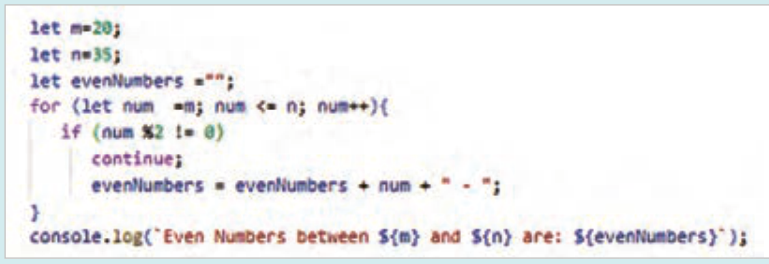 let m=20;
let n=35;
let evenNumbers ="";
for (let num  =m; num <= n; num++){
    if (num %2 != 0)
        continue;
        evenNumbers = evenNumbers + num + " - ";
}
console.log(`Even Numbers between ${m} and ${n} are: ${evenNumbers}`);